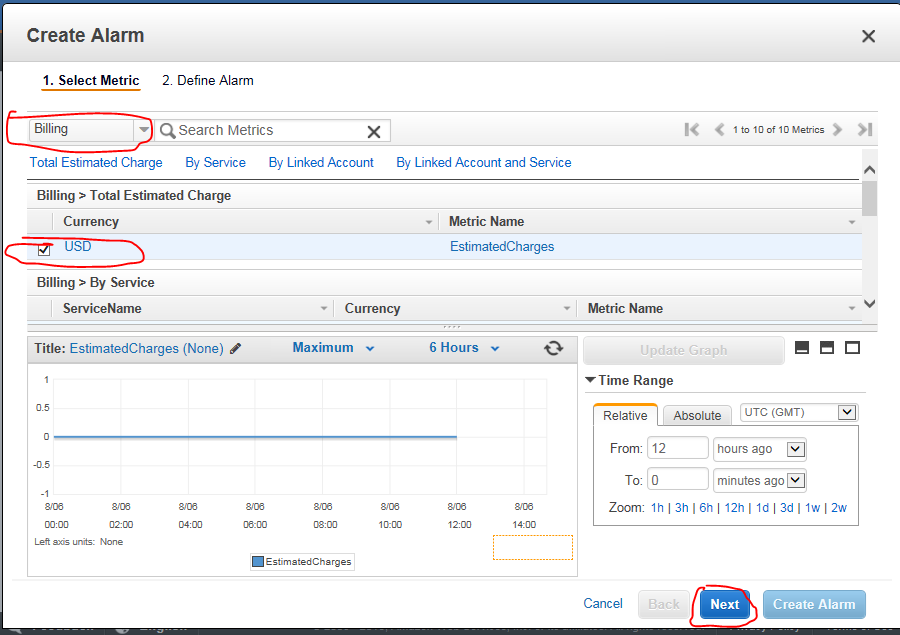 Create Alarm
1. Select Metric 2. Define Alarm
Billing Search Metrics 1 to 10 of 10 Metrics
Total Estimated Charge By Service By Linked Account By Linked Account and Service
Billing > Total Estimated Charge
Currency Metric Name
USD EstimatedCharges
Billing > By Service
ServiceName Currency Metric Name
Title: EstimatedCharges (None) Maximum 6 Hours Update Graph
Time Range
Relative Absolute UTC (GMT)
From: 12 hours ago
To: 0 minutes ago
Zoom: 1h | 3h | 6h | 12h | 1d | 3d | 1w | 2w
1
0.5
0
-0.5
-1
8/06 8/06 8/06 8/06 8/06 8/06 8/06 8/06
00:00 02:00 04:00 06:00 08:00 10:00 12:00 14:00
Left axis units: None
EstimatedCharges
Cancel Back Next Create Alarm